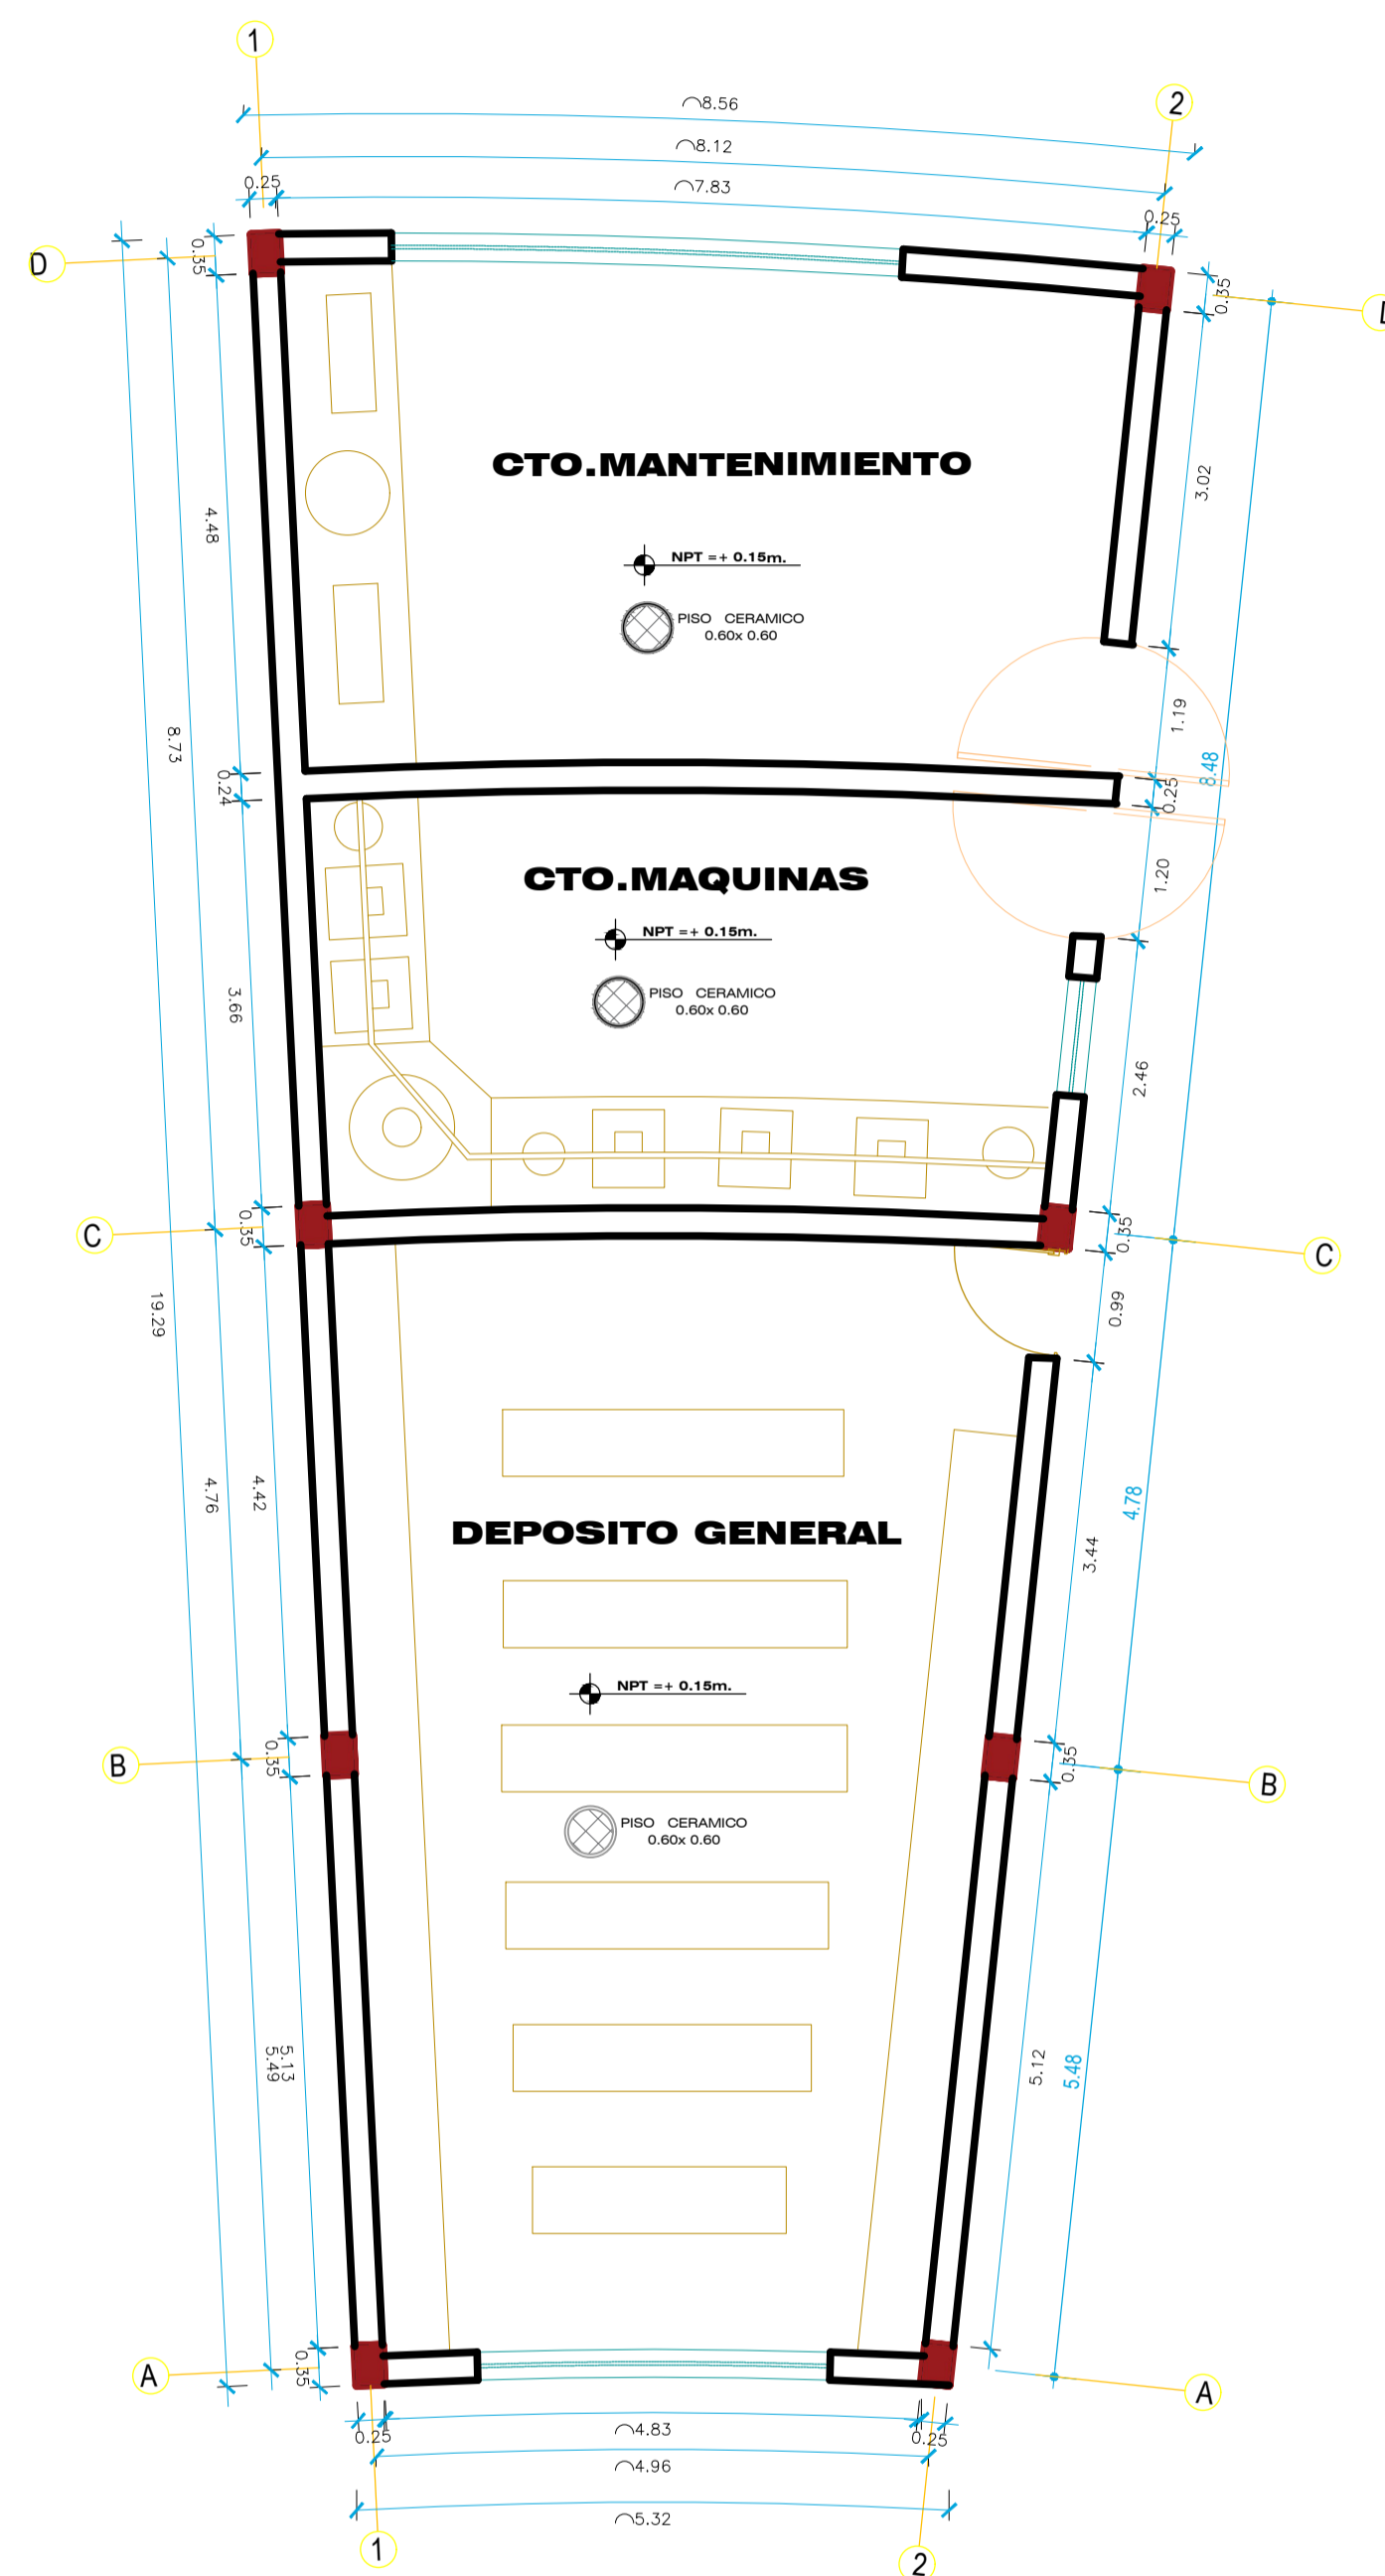 1
2
⌒8.56
⌒8.12
⌒7.83
0.25
0.25
D
0.35
0.35
4.48
3.02
CTO.MANTENIMIENTO
NPT =+ 0.15m.
PISO CERAMICO
0.60x 0.60
8.73
1.19
8.48
0.24
0.25
1.20
CTO.MAQUINAS
NPT =+ 0.15m.
PISO CERAMICO
0.60x 0.60
3.66
2.46
C
0.35
0.35
C
19.29
0.99
4.76
4.42
4.78
3.44
DEPOSITO GENERAL
NPT =+ 0.15m.
B
0.35
0.35
B
PISO CERAMICO
0.60x 0.60
5.13
5.49
5.12
5.48
A
0.35
A
0.25
⌒4.83
0.25
⌒4.96
⌒5.32
1
2